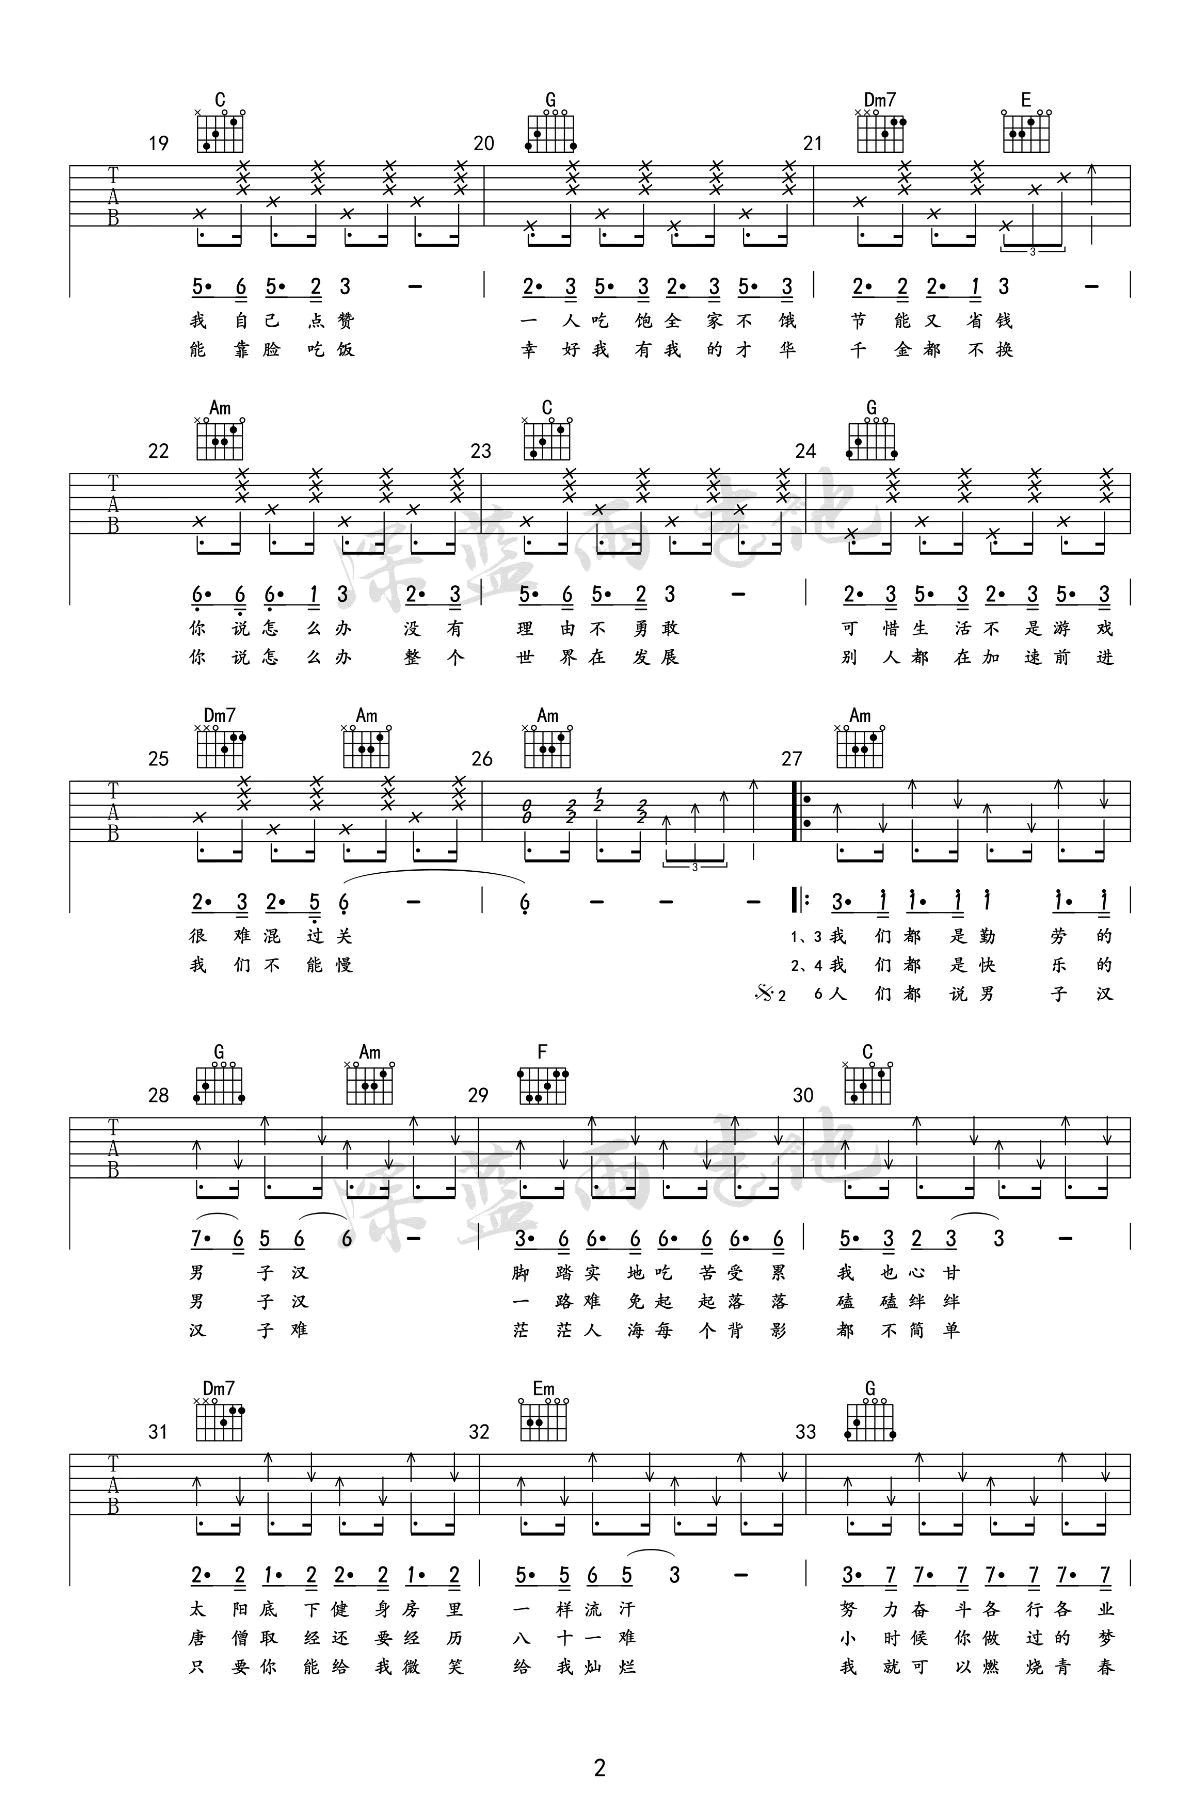 C G Dm7 E
19 20 21
T
A
B
3
5· 6 5· 2 3 - 2· 3 5· 3 2· 3 5· 3 2· 2 2· 1 3 -
我 自 己 点 赞 一 人 吃 饱 全 家 不 饿 节 能 又 省 钱
能 靠 脸 吃 饭 幸 好 我 有 我 的 才 华 千 金 都 不 换
Am C G
22 23 24
T
A
B
6· 6 6· 1 3 2· 3 5· 6 5· 2 3 - 2· 3 5· 3 2· 3 5· 3
你 说 怎 么 办 没 有 理 由 不 勇 敢 可 惜 生 活 不 是 游 戏
你 说 怎 么 办 整 个 世 界 在 发 展 别 人 都 在 加 速 前 进
Dm7 Am Am Am
25 26 27
T
A
B
0 2 1 2
0 2 2 2
3
2· 3 2· 5 6 - 6 - - - 3· 1 1· 1 1 1· 1
很 难 混 过 关 1、3 我 们 都 是 勤 劳 的
我 们 不 能 慢 2、4 我 们 都 是 快 乐 的
2 6 人 们 都 说 男 子 汉
G Am F C
28 29 30
T
A
B
7· 6 5 6 6 - 3· 6 6· 6 6· 6 6· 6 5· 3 2 3 3 -
男 子 汉 脚 踏 实 地 吃 苦 受 累 我 也 心 甘
男 子 汉 一 路 难 免 起 起 落 落 磕 磕 绊 绊
汉 子 难 茫 茫 人 海 每 个 背 影 都 不 简 单
Dm7 Em G
31 32 33
T
A
B
2· 2 1· 2 2· 2 1· 2 5· 5 6 5 3 - 3· 7 7· 7 7· 7 7· 7
太 阳 底 下 健 身 房 里 一 样 流 汗 努 力 奋 斗 各 行 各 业
唐 僧 取 经 还 要 经 历 八 十 一 难 小 时 候 你 做 过 的 梦
只 要 你 能 给 我 微 笑 给 我 灿 烂 我 就 可 以 燃 烧 青 春
2